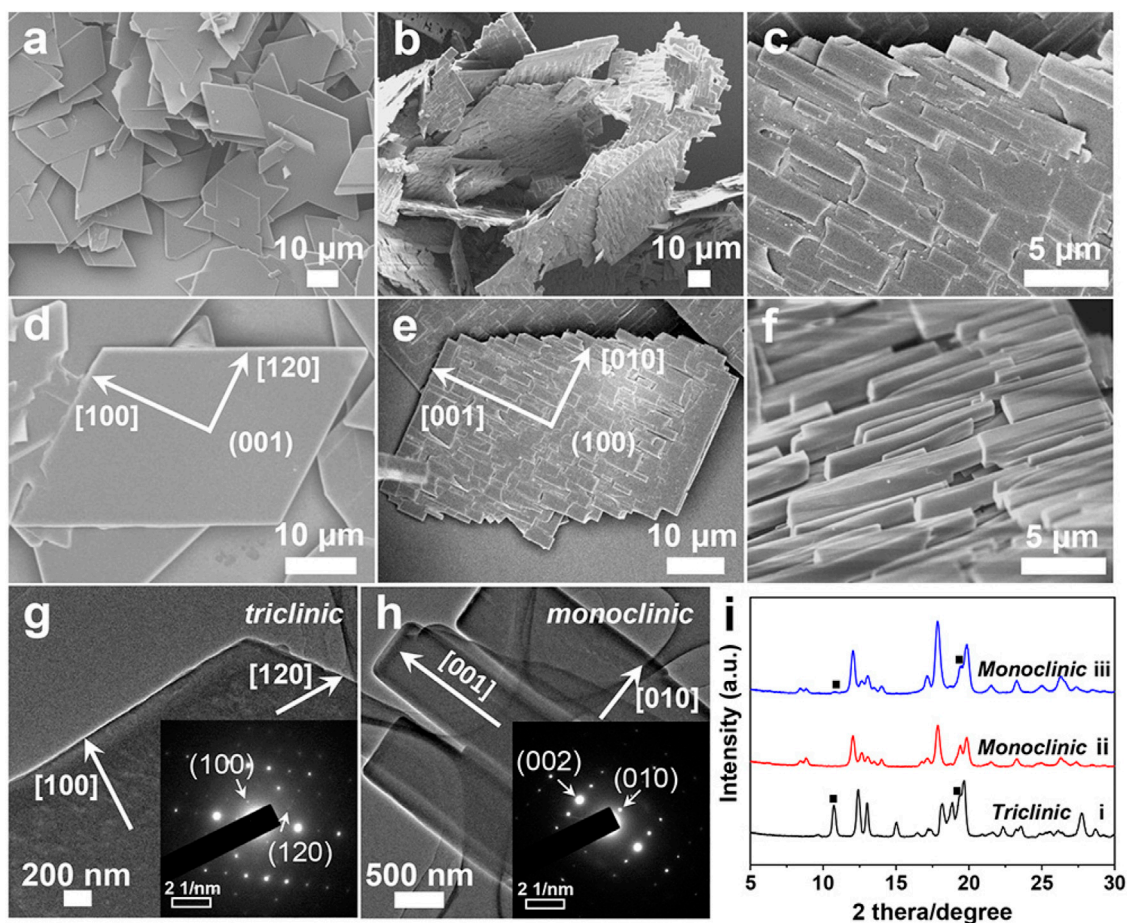 a
10 µm
b
10 µm
c
5 µm
d
[120]
[100]
(001)
10 µm
e
[010]
[001]
(100)
10 µm
f
5 µm
g
triclinic
[120]
[100]
(100)
(120)
200 nm
2 1/nm
h
monoclinic
[001]
[010]
(002)
(010)
500 nm
2 1/nm
i
Intensity (a.u.)
Monoclinic iii
Monoclinic ii
Triclinic i
5 10 15 20 25 30
2 thera/degree